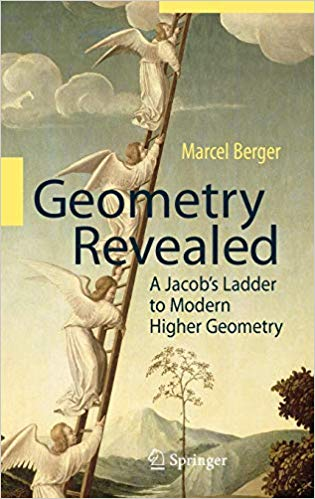 Marcel Berger
Geometry
Revealed
A Jacob's Ladder
to Modern
Higher Geometry
Springer